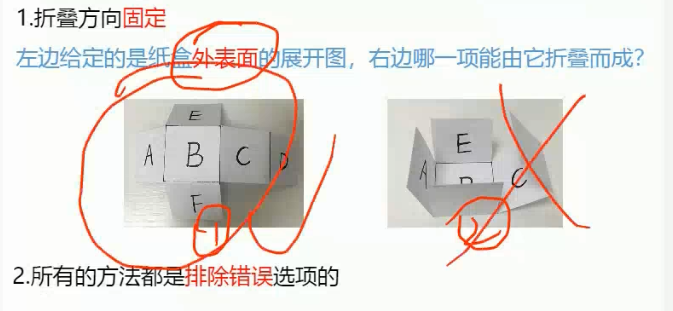 1.折叠方向固定
左边给定的是纸盒外表面的展开图，右边哪一项能由它折叠而成？
E
A B C D
F
1
E
A B C
2
2.所有的方法都是排除错误选项的